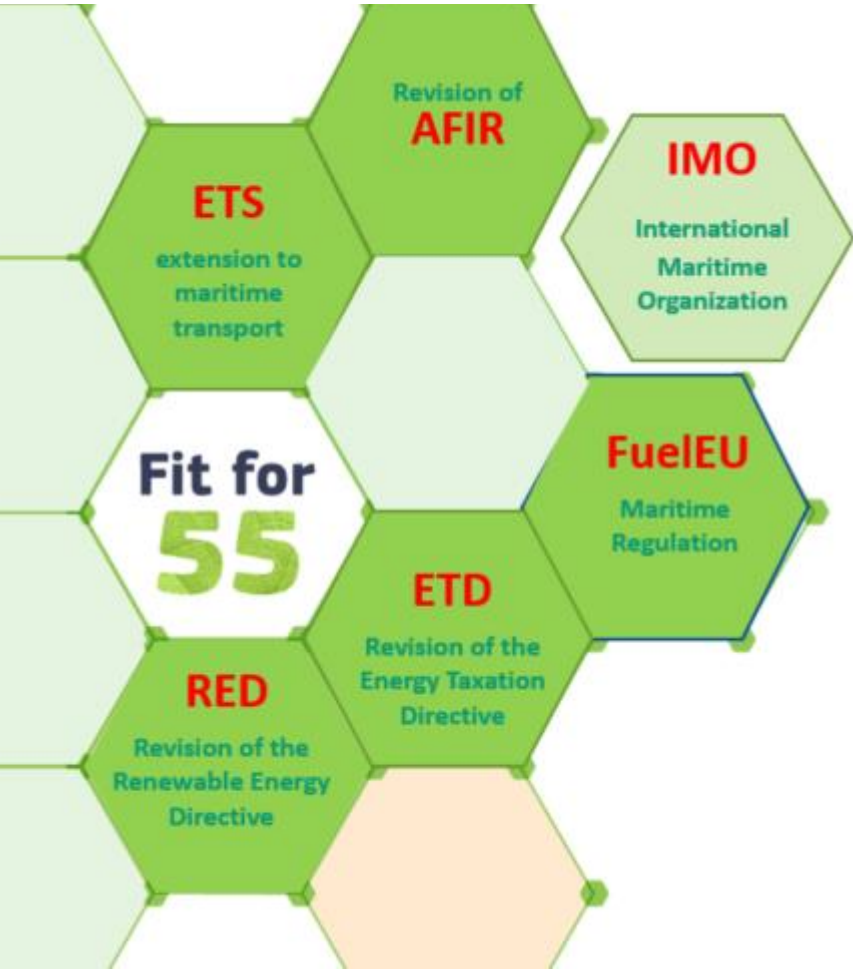 Revision of
AFIR
IMO
International
Maritime
Organization
ETS
extension to
maritime
transport
Fit for
55
FuelEU
Maritime
Regulation
ETD
Revision of the
Energy Taxation
Directive
RED
Revision of the
Renewable Energy
Directive